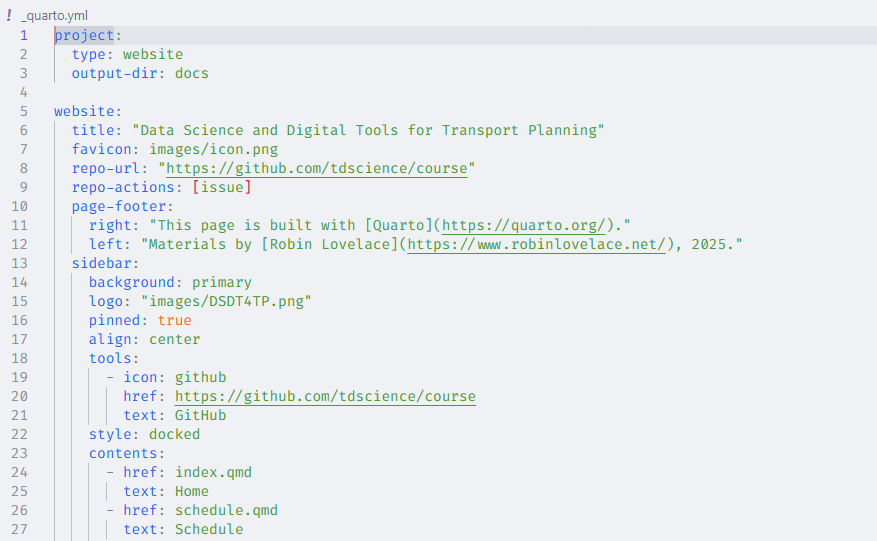 ! _quarto.yml
1 project:
2   type: website
3   output-dir: docs
4
5 website:
6   title: "Data Science and Digital Tools for Transport Planning"
7   favicon: images/icon.png
8   repo-url: "https://github.com/tdscience/course"
9   repo-actions: [issue]
10   page-footer:
11     right: "This page is built with [Quarto](https://quarto.org/)."
12     left: "Materials by [Robin Lovelace](https://www.robinlovelace.net/), 2025."
13   sidebar:
14     background: primary
15     logo: "images/DSDT4TP.png"
16     pinned: true
17     align: center
18     tools:
19       - icon: github
20         href: https://github.com/tdscience/course
21         text: GitHub
22     style: docked
23     contents:
24       - href: index.qmd
25         text: Home
26       - href: schedule.qmd
27         text: Schedule